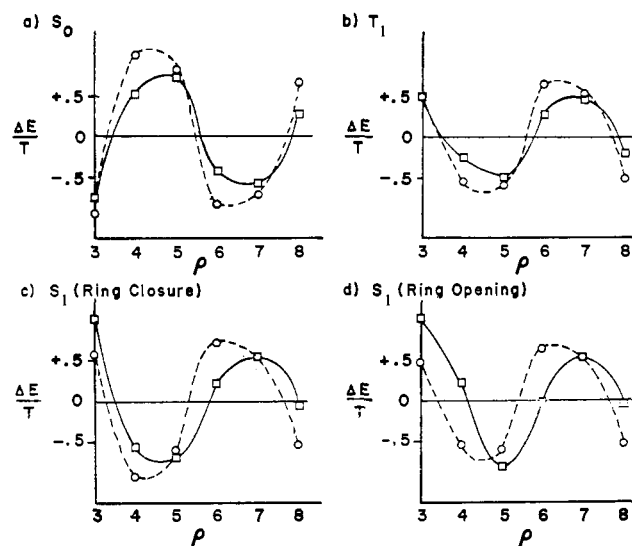 a) S0
+.5
ΔE/T
0
-.5
3 4 5 6 7 8
ρ
b) T1
+.5
ΔE/T
0
-.5
3 4 5 6 7 8
ρ
c) S1 (Ring Closure)
+.5
ΔE/T
0
-.5
3 4 5 6 7 8
ρ
d) S1 (Ring Opening)
+.5
ΔE/T
0
-.5
3 4 5 6 7 8
ρ